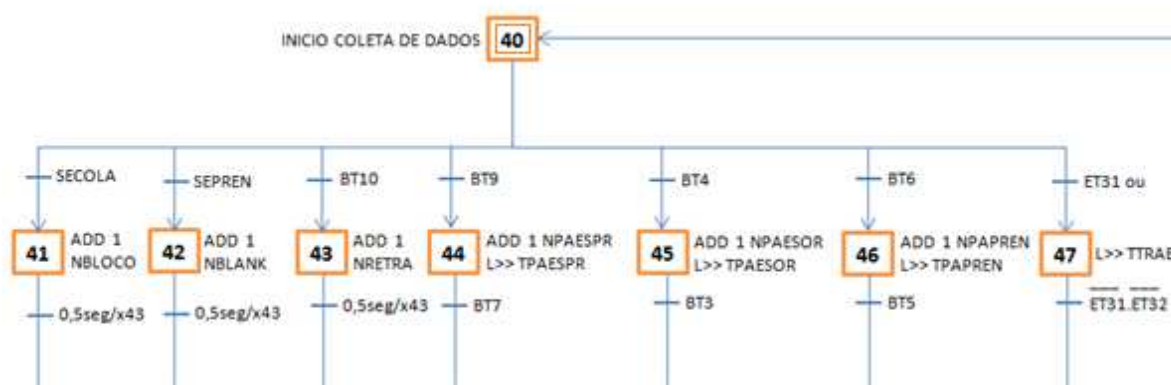 INICIO COLETA DE DADOS 40
SECOLA
SEPREN
BT10
BT9
BT4
BT6
ET31 ou
41 ADD 1
NBLOCO
42 ADD 1
NBLANK
43 ADD 1
NRETRA
44 ADD 1 NPAESPR
L>> TPAESPR
45 ADD 1 NPAESOR
L>> TPAESOR
46 ADD 1 NPAPREN
L>> TPAPREN
47 L>> TTRAB
0,5seg/x43
0,5seg/x43
0,5seg/x43
BT7
BT3
BT5
ET31.ET32